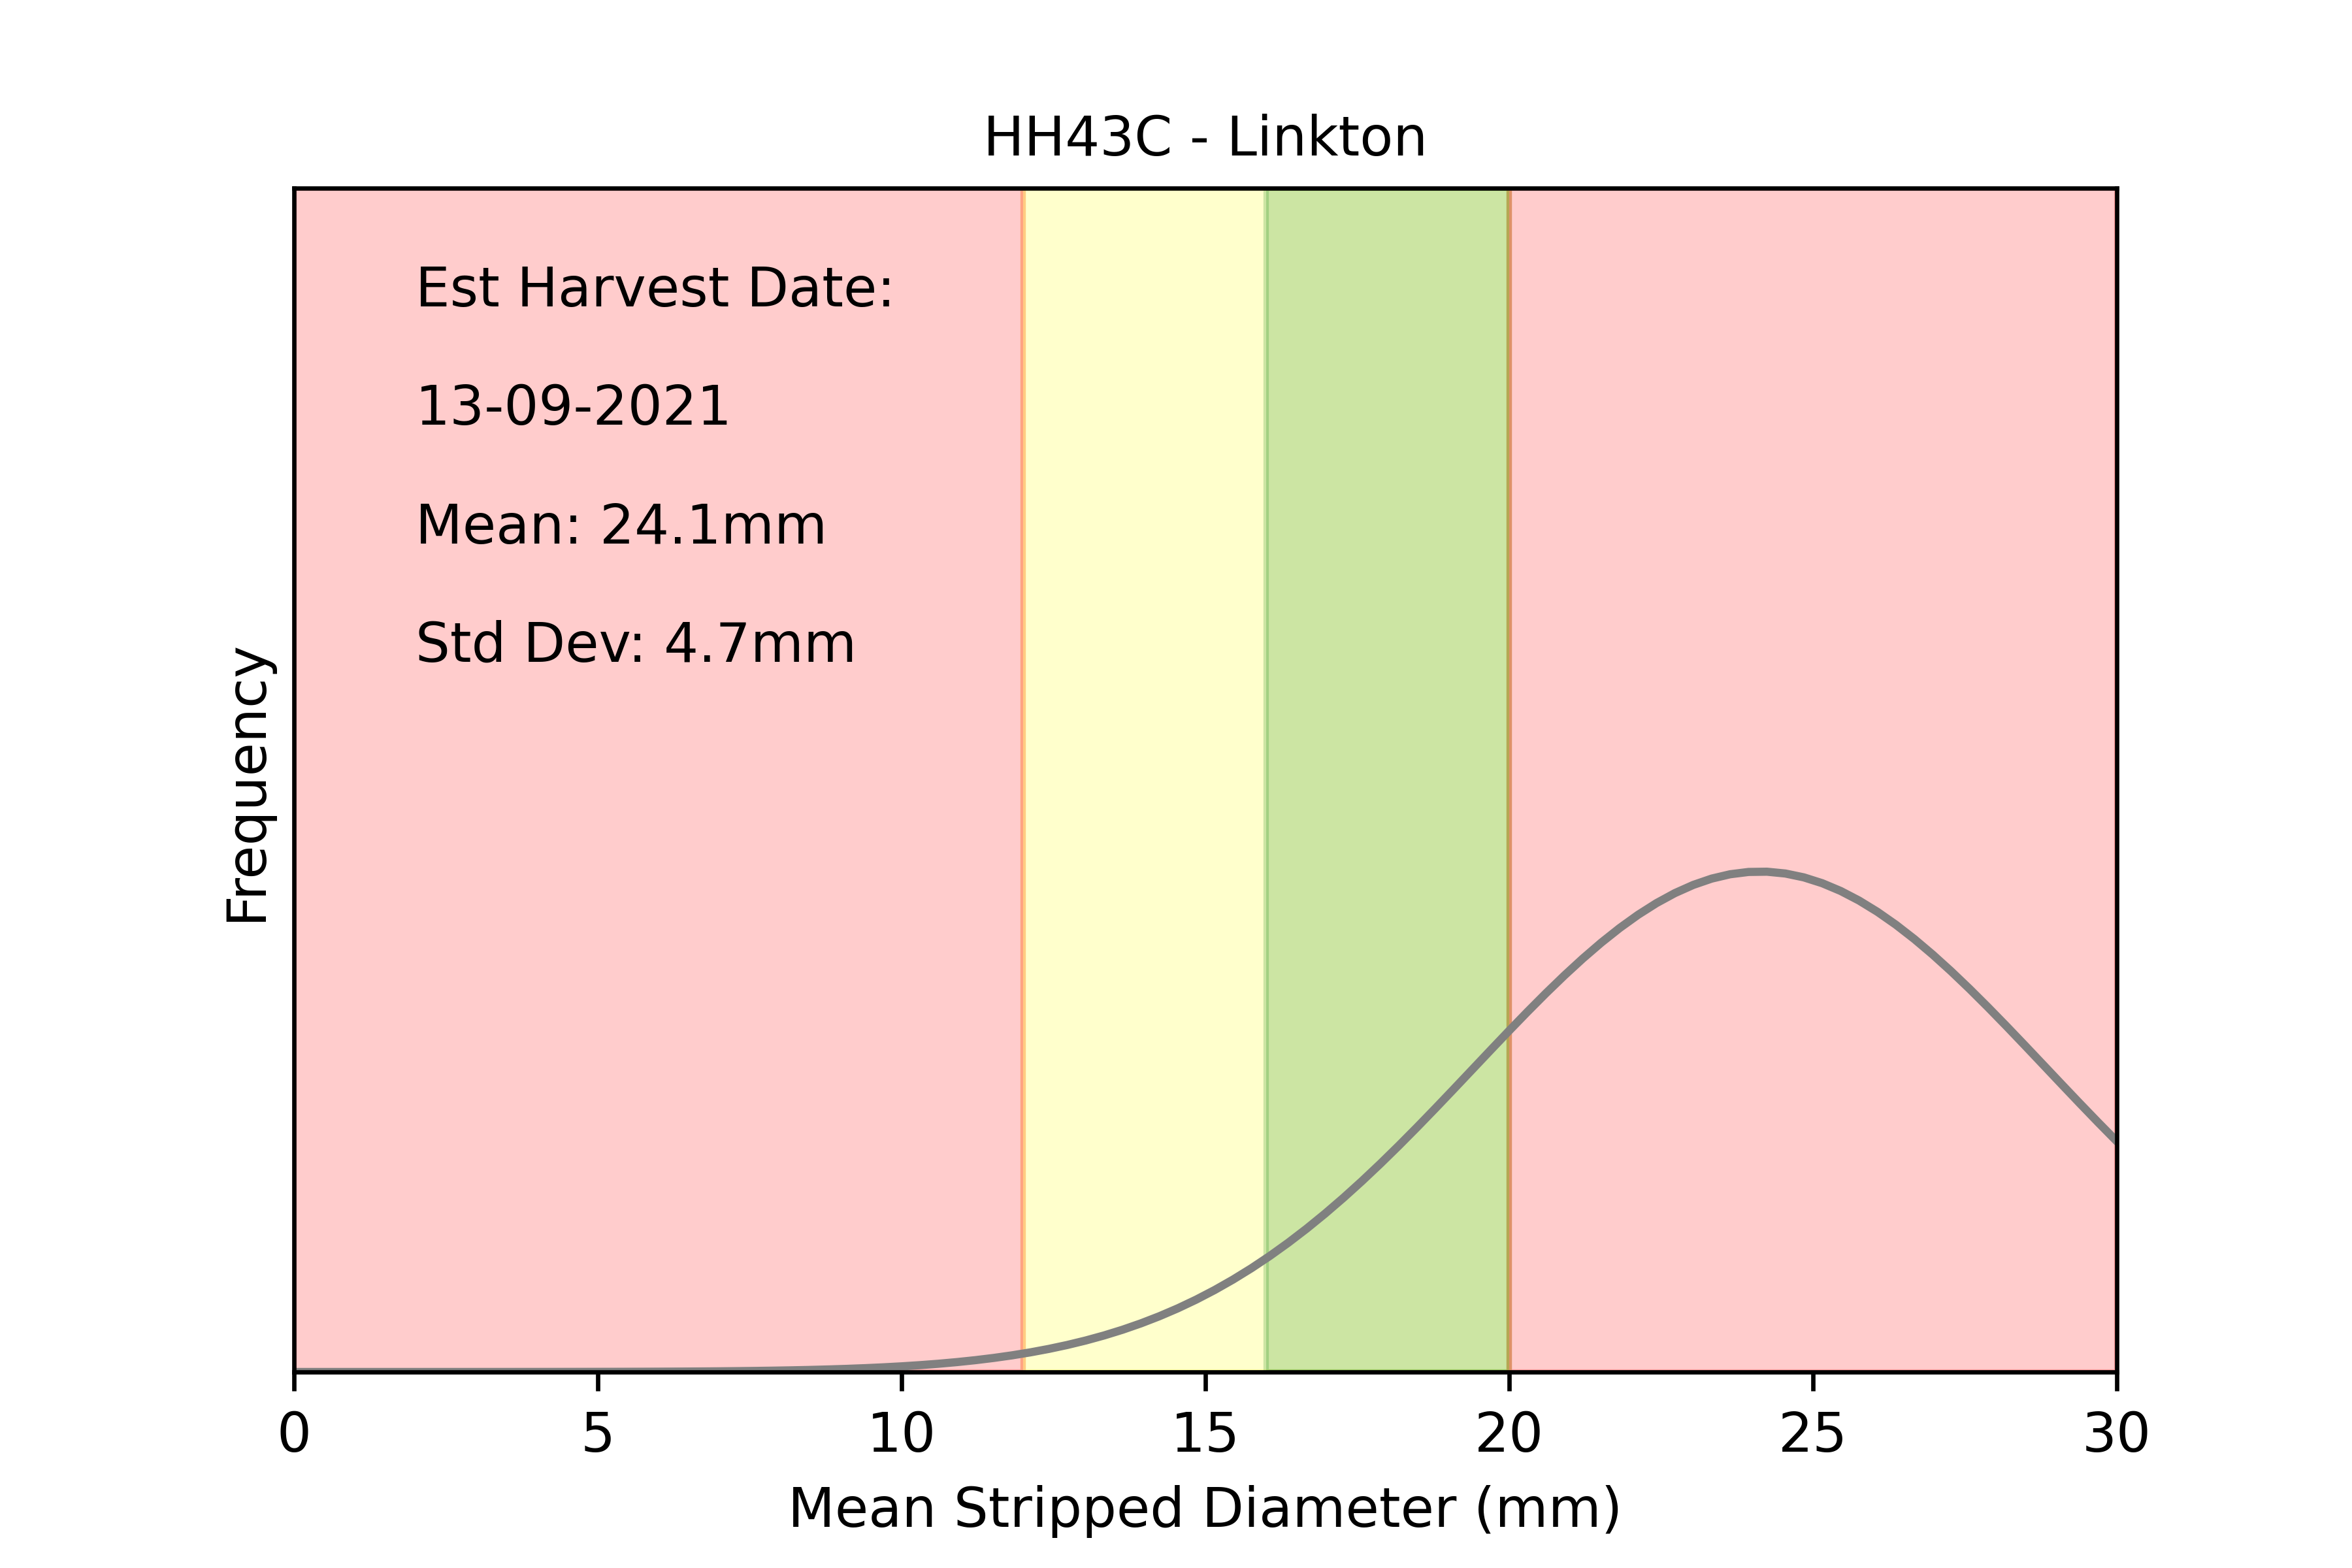 HH43C - Linkton
Est Harvest Date:
13-09-2021
Mean: 24.1mm
Std Dev: 4.7mm
Frequency
0 5 10 15 20 25 30
Mean Stripped Diameter (mm)